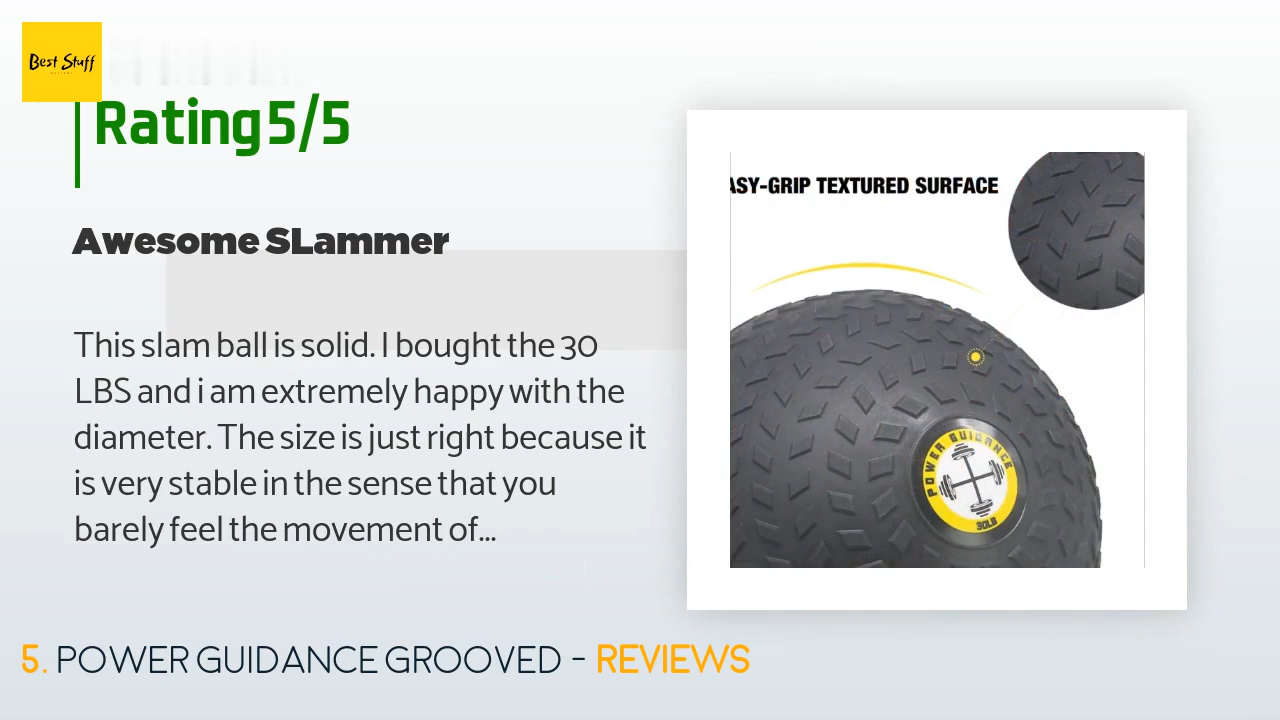 Best Stuff
Rating 5/5
Awesome SLammer
This slam ball is solid. I bought the 30
LBS and i am extremely happy with the
diameter. The size is just right because it
is very stable in the sense that you
barely feel the movement of...
ASY-GRIP TEXTURED SURFACE
POWER GUIDANCE
30LB
5. POWER GUIDANCE GROOVED - REVIEWS